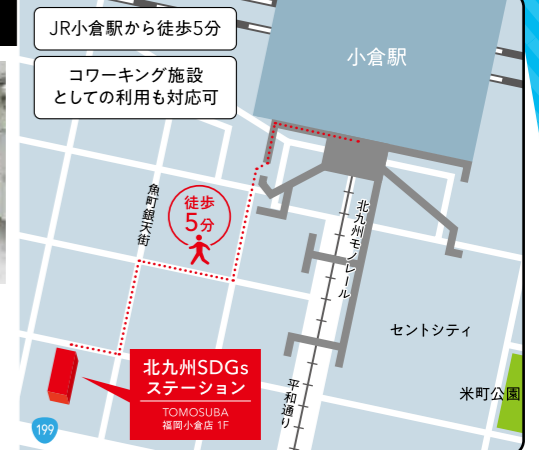 JR小倉駅から徒歩5分
コワーキング施設
としての利用も対応可
小倉駅
魚町銀天街
徒歩
5分
北九州モノレール
セントシティ
米町公園
平和通り
北九州SDGs
ステーション
TOMOSUBA
福岡小倉店 1F
199